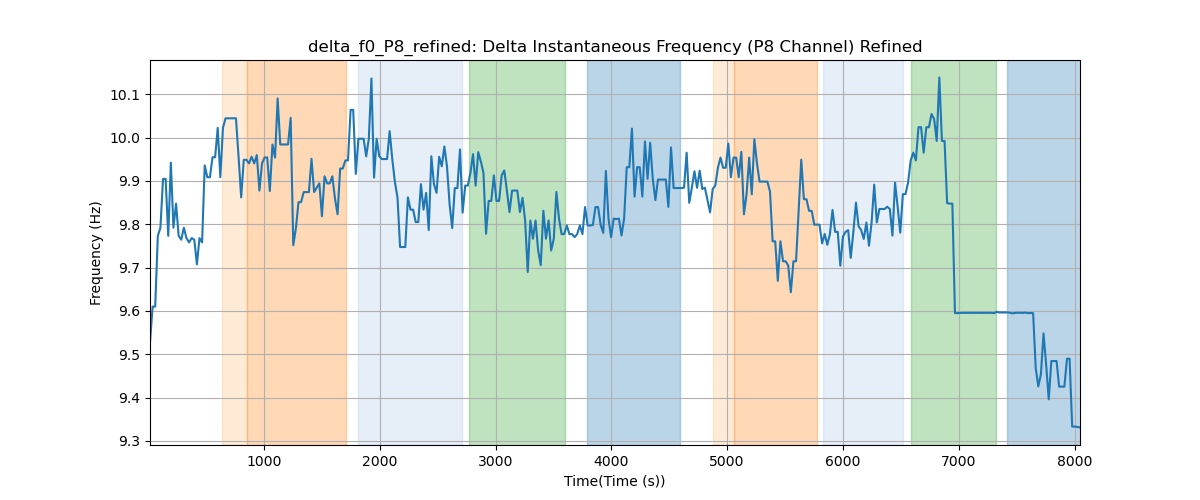 delta_f0_P8_refined: Delta Instantaneous Frequency (P8 Channel) Refined
Frequency (Hz)
10.1
10.0
9.9
9.8
9.7
9.6
9.5
9.4
9.3
1000 2000 3000 4000 5000 6000 7000 8000
Time(Time (s))